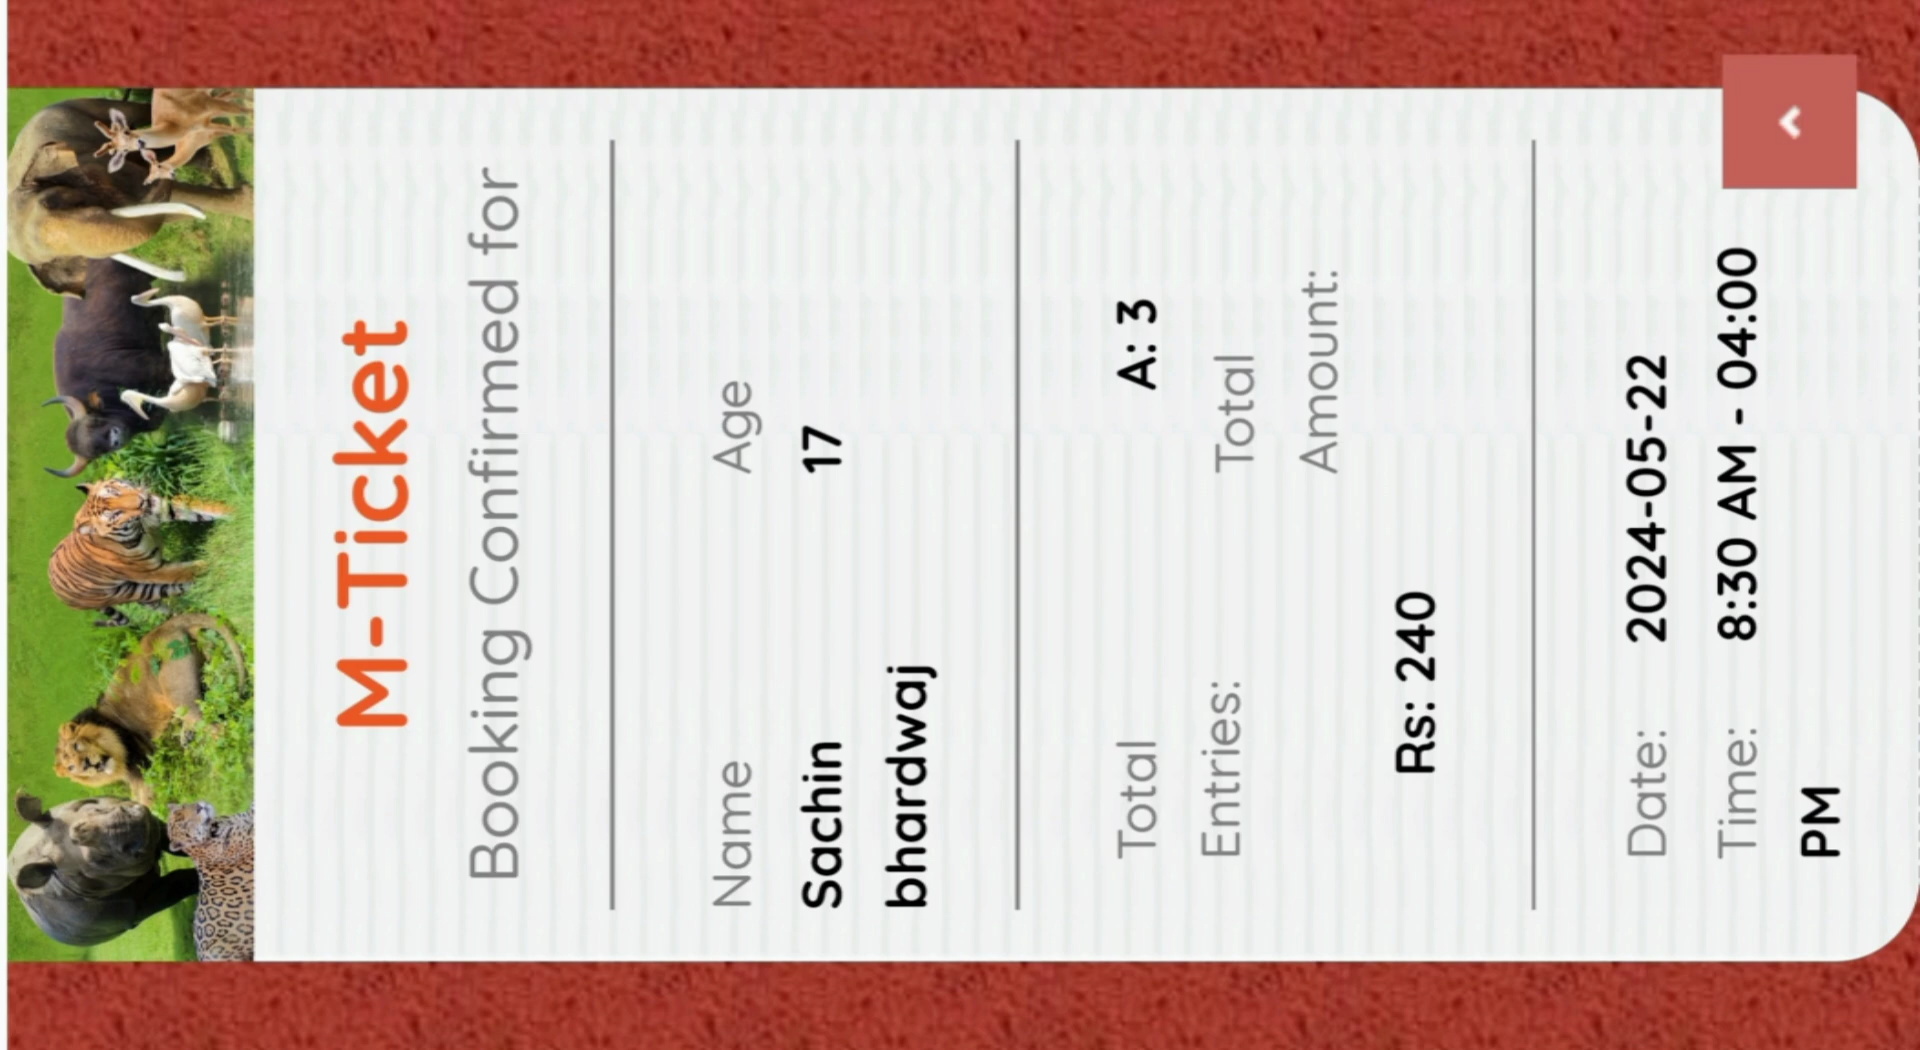 M-Ticket
Booking Confirmed for
Name Age
Sachin 17
bhardwaj
Total A: 3
Entries: Total
Amount:
Rs: 240
Date: 2024-05-22
Time: 8:30 AM - 04:00
PM